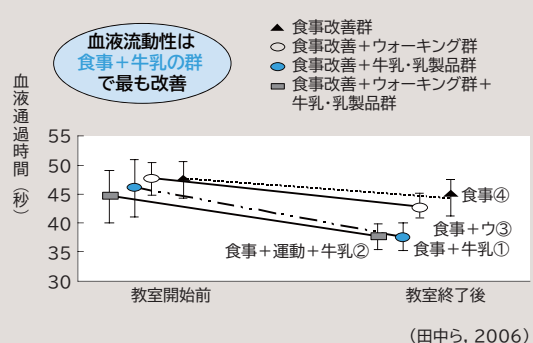 血液流動性は
食事＋牛乳の群
で最も改善
食事改善群
食事改善＋ウォーキング群
食事改善＋牛乳・乳製品群
食事改善＋ウォーキング群＋
牛乳・乳製品群
血液通過時間（秒）
55
50
45
40
35
30
食事④
食事＋ウ③
食事＋牛乳①
食事＋運動＋牛乳②
教室開始前
教室終了後
（田中ら, 2006）